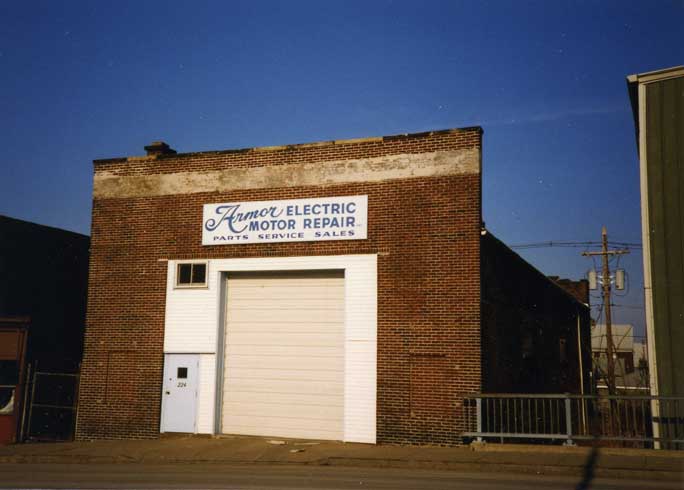 Armor ELECTRIC
MOTOR REPAIR
PARTS SERVICE SALES
224